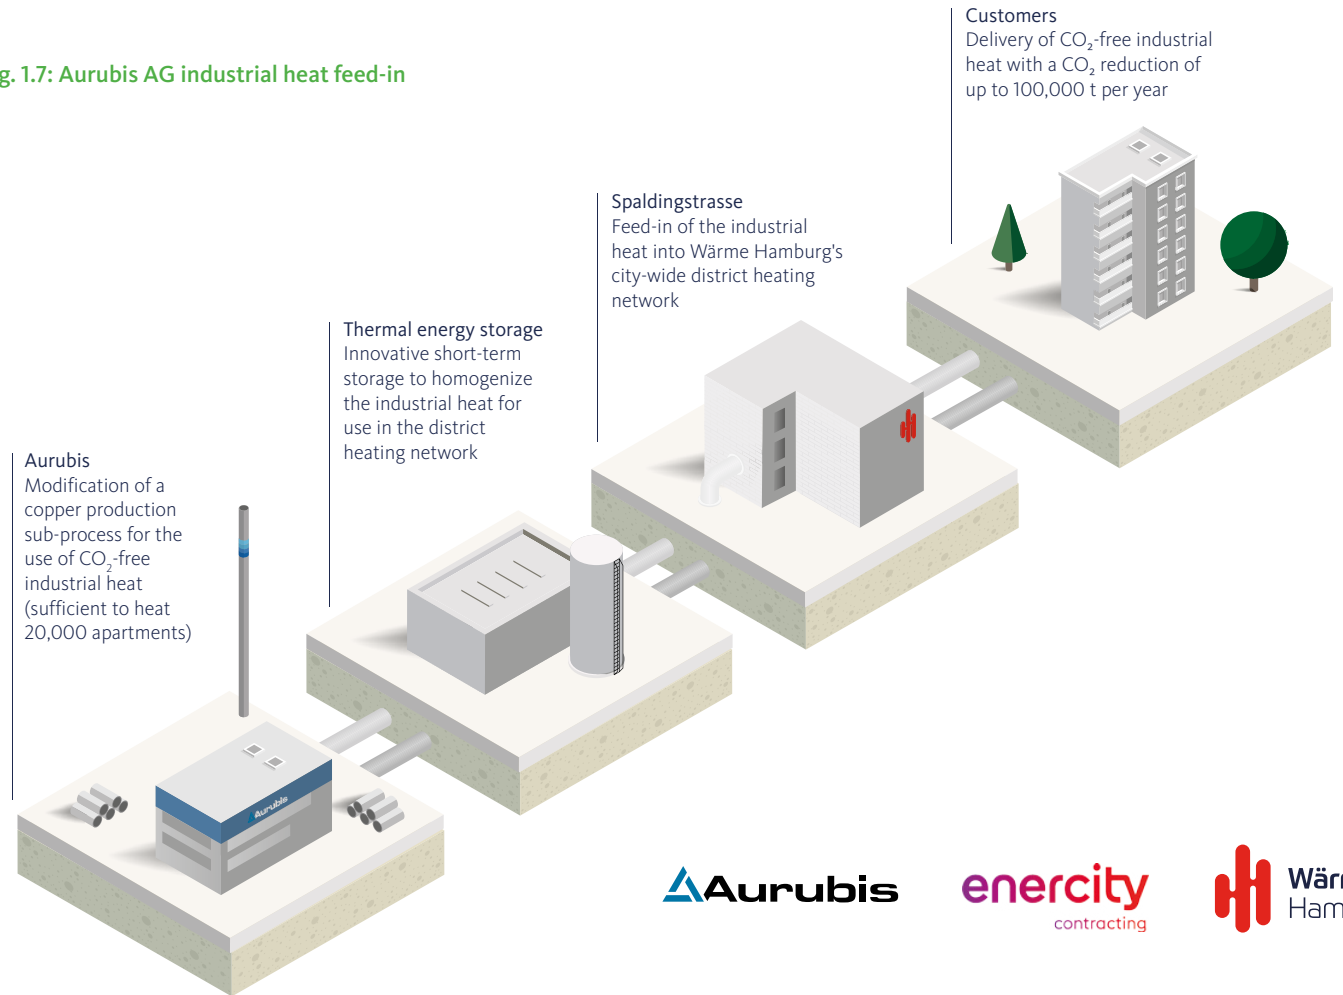 g. 1.7: Aurubis AG industrial heat feed-in
Customers
Delivery of CO₂-free industrial
heat with a CO₂ reduction of
up to 100,000 t per year
Spaldingstrasse
Feed-in of the industrial
heat into Wärme Hamburg's
city-wide district heating
network
Thermal energy storage
Innovative short-term
storage to homogenize
the industrial heat for
use in the district
heating network
Aurubis
Modification of a
copper production
sub-process for the
use of CO₂-free
industrial heat
(sufficient to heat
20,000 apartments)
Aurubis
Aurubis
enercity
contracting
Wär
Ham